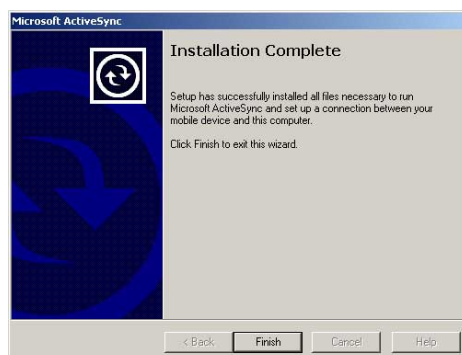 Microsoft ActiveSync
Installation Complete
Setup has successfully installed all files necessary to run
Microsoft ActiveSync and set up a connection between your
mobile device and this computer.
Click Finish to exit this wizard.
< Back Finish Cancel Help